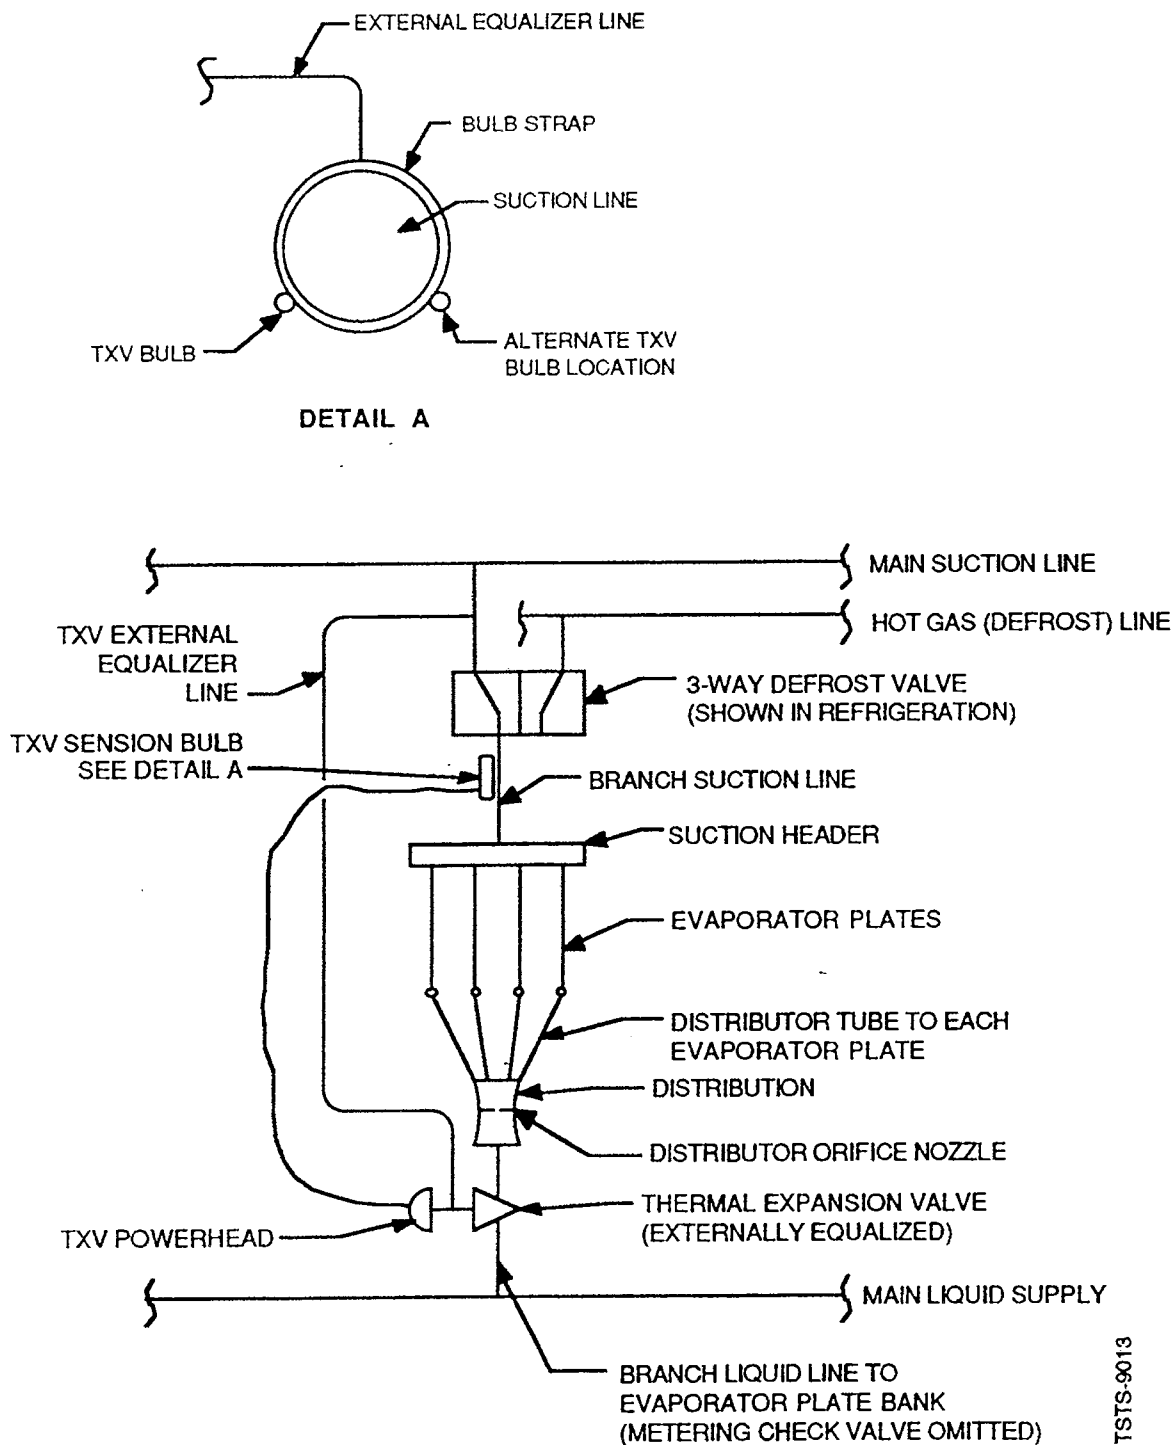 EXTERNAL EQUALIZER LINE
BULB STRAP
SUCTION LINE
TXV BULB
ALTERNATE TXV
BULB LOCATION
DETAIL A
MAIN SUCTION LINE
HOT GAS (DEFROST) LINE
TXV EXTERNAL
EQUALIZER
LINE
3-WAY DEFROST VALVE
(SHOWN IN REFRIGERATION)
TXV SENSION BULB
SEE DETAIL A
BRANCH SUCTION LINE
SUCTION HEADER
EVAPORATOR PLATES
DISTRIBUTOR TUBE TO EACH
EVAPORATOR PLATE
DISTRIBUTION
DISTRIBUTOR ORIFICE NOZZLE
THERMAL EXPANSION VALVE
(EXTERNALLY EQUALIZED)
TXV POWERHEAD
MAIN LIQUID SUPPLY
BRANCH LIQUID LINE TO
EVAPORATOR PLATE BANK
(METERING CHECK VALVE OMITTED)
TSTS-9013